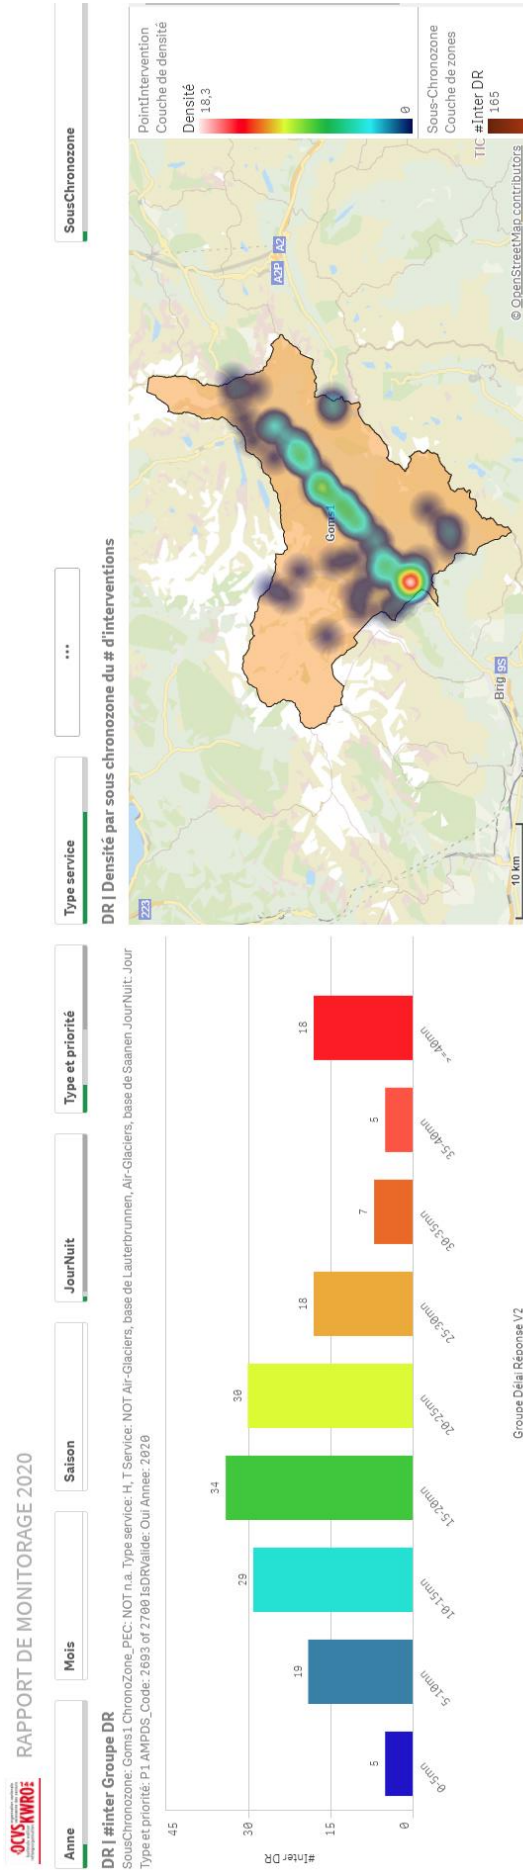 OCVS
KWRO
RAPPORT DE MONITORAGE 2020
Anne
Mois
Saison
JourNuit
Type et priorité
Type service
...
SousChronozone
DR | #inter Groupe DR
SousChronozone: Goms1 ChronoZone_PEC: NOT n.a. Type service: H, T Service: NOT Air-Glaciers, base de Lauterbrunnen, Air-Glaciers, base de Saanen JourNuit: Jour
Type et priorité: P1 AMPDS_Code: 2693 of 2700 IsDRValide: Oui Annee: 2020
#Inter DR
45
30
15
0
5
19
29
34
30
18
7
5
18
0-5mn
5-10mn
10-15mn
15-20mn
20-25mn
25-30mn
30-35mn
35-40mn
>=40mn
Groupe Délai Réponse V2
DR | Densité par sous chronozone du # d'interventions
223
Brig
9S
Goms1
A2P
A2
10 km
© OpenStreetMap contributors
PointIntervention
Couche de densité
Densité
18,3
0
Sous-Chronozone
Couche de zones
TIC #Inter DR
165